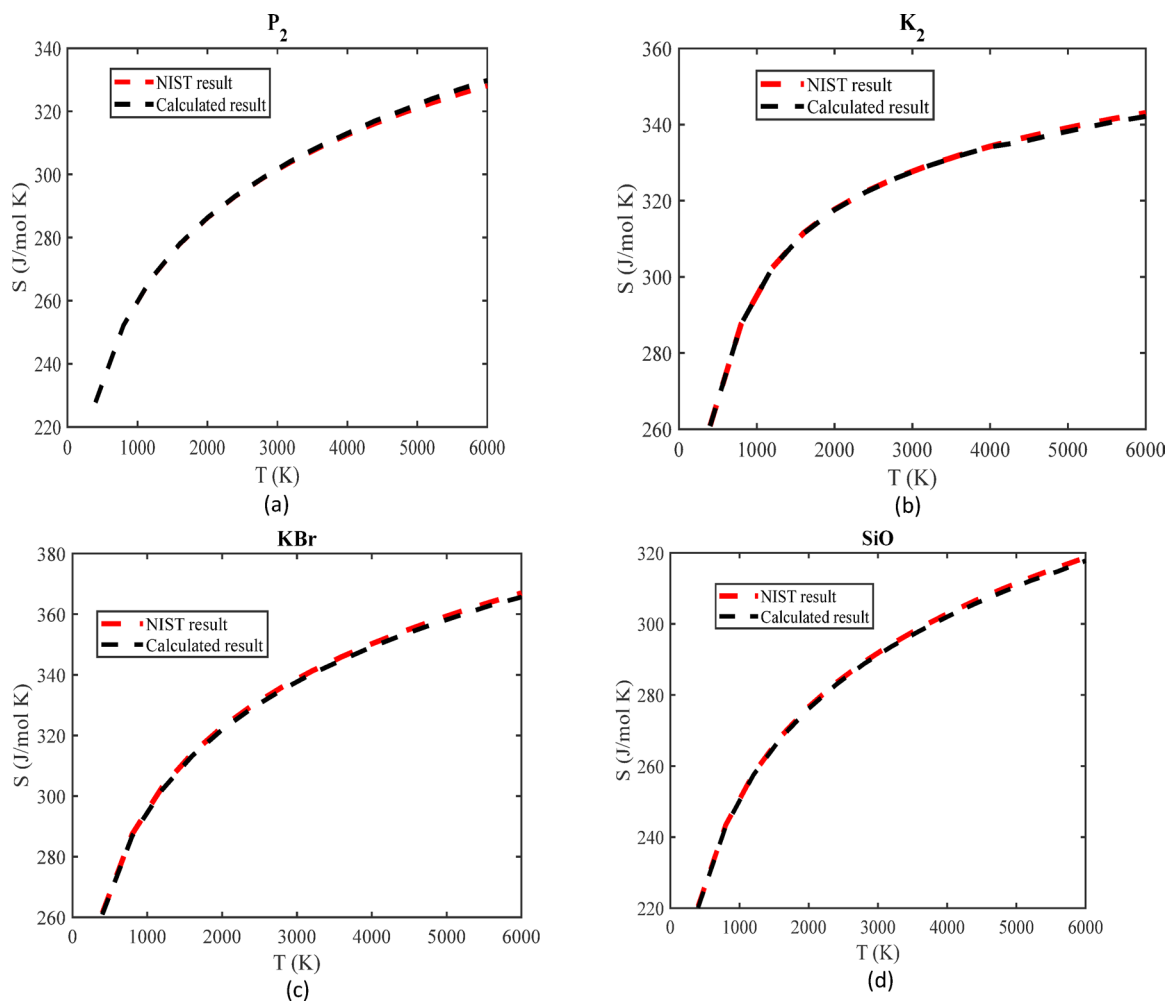 P2
340
320
300
280
260
240
220
S (J/mol K)
NIST result
Calculated result
0 1000 2000 3000 4000 5000 6000
T (K)
(a)
K2
360
340
320
300
280
260
S (J/mol K)
NIST result
Calculated result
0 1000 2000 3000 4000 5000 6000
T (K)
(b)
KBr
380
360
340
320
300
280
260
S (J/mol K)
NIST result
Calculated result
0 1000 2000 3000 4000 5000 6000
T (K)
(c)
SiO
320
300
280
260
240
220
S (J/mol K)
NIST result
Calculated result
0 1000 2000 3000 4000 5000 6000
T (K)
(d)